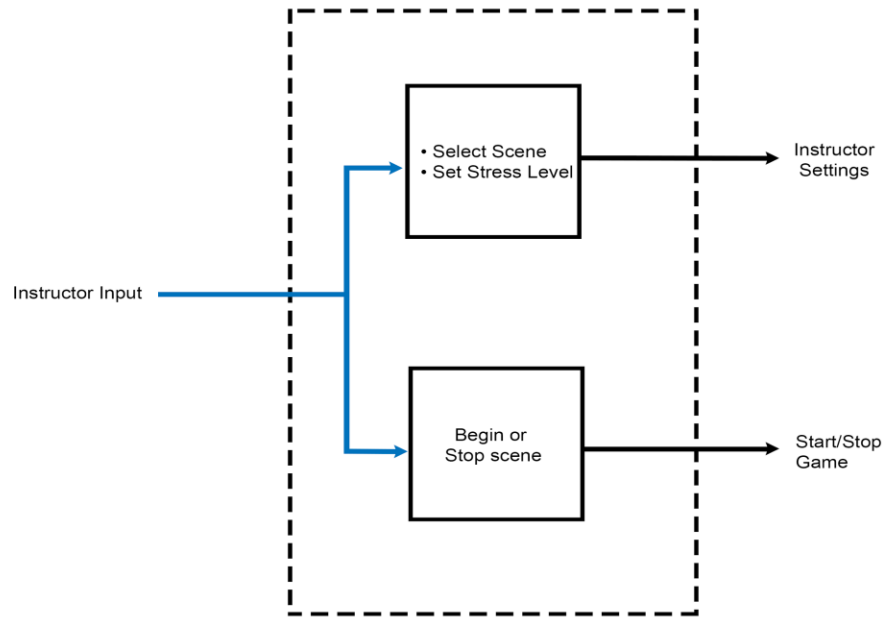 • Select Scene
• Set Stress Level
Instructor
Settings
Instructor Input
Begin or
Stop scene
Start/Stop
Game